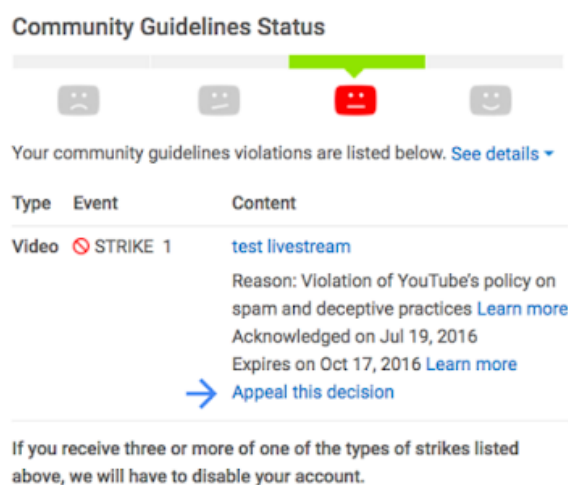 Community Guidelines Status
Your community guidelines violations are listed below. See details
Type Event Content
Video STRIKE 1 test livestream
Reason: Violation of YouTube's policy on
spam and deceptive practices Learn more
Acknowledged on Jul 19, 2016
Expires on Oct 17, 2016 Learn more
Appeal this decision
If you receive three or more of one of the types of strikes listed
above, we will have to disable your account.